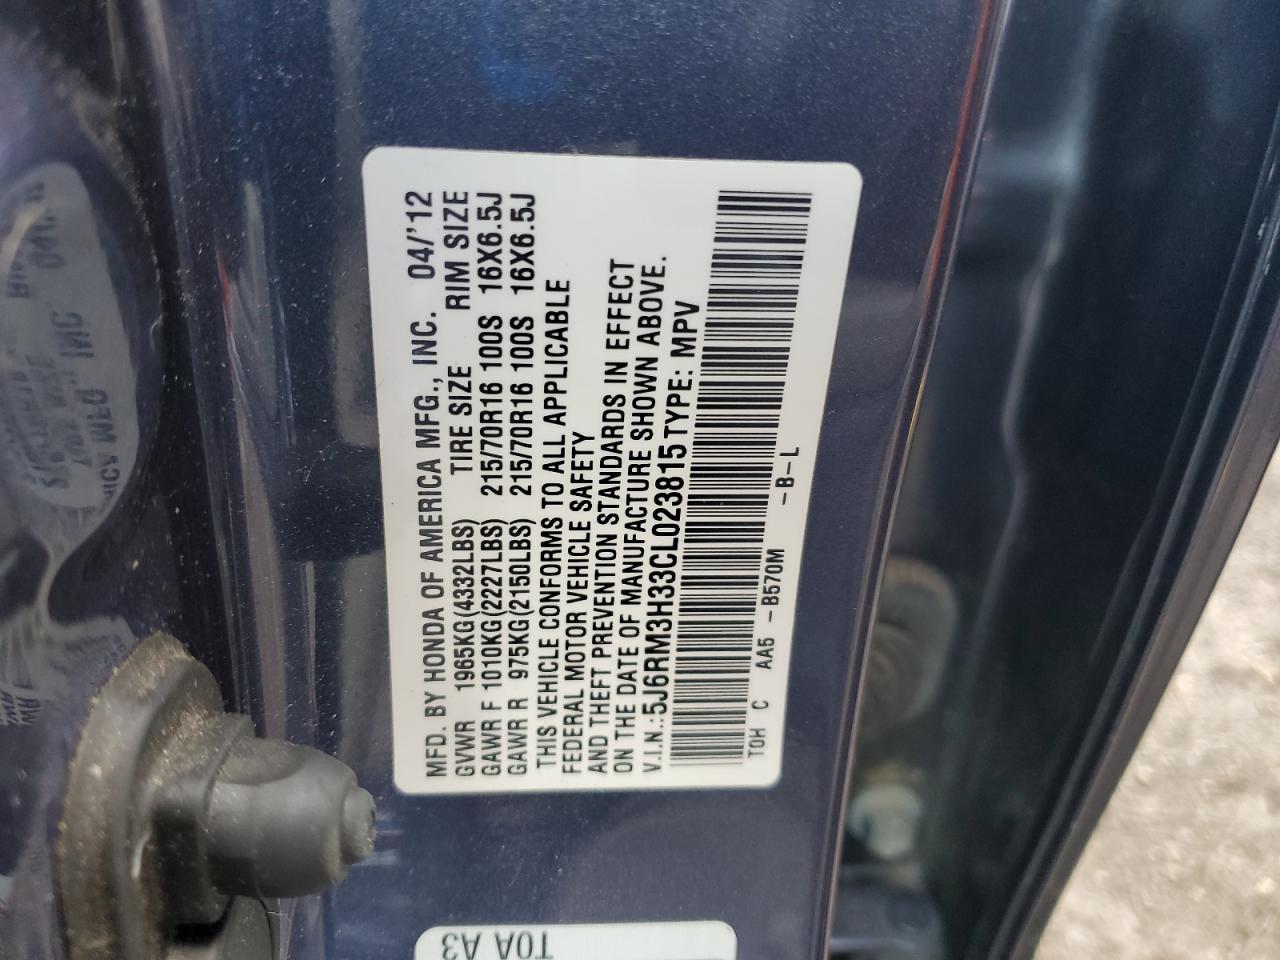 MFD. BY HONDA OF AMERICA MFG., INC. 04/'12
GVWR 1965KG(4332LBS) TIRE SIZE RIM SIZE
GAWR F 1010KG(2227LBS) 215/70R16 100S 16X6.5J
GAWR R 975KG(2150LBS) 215/70R16 100S 16X6.5J
THIS VEHICLE CONFORMS TO ALL APPLICABLE
FEDERAL MOTOR VEHICLE SAFETY
AND THEFT PREVENTION STANDARDS IN EFFECT
ON THE DATE OF MANUFACTURE SHOWN ABOVE.
V.I.N.:5J6RM3H33CL023815 TYPE: MPV
T0H C AA5 -B570M -B-L
T0A A3